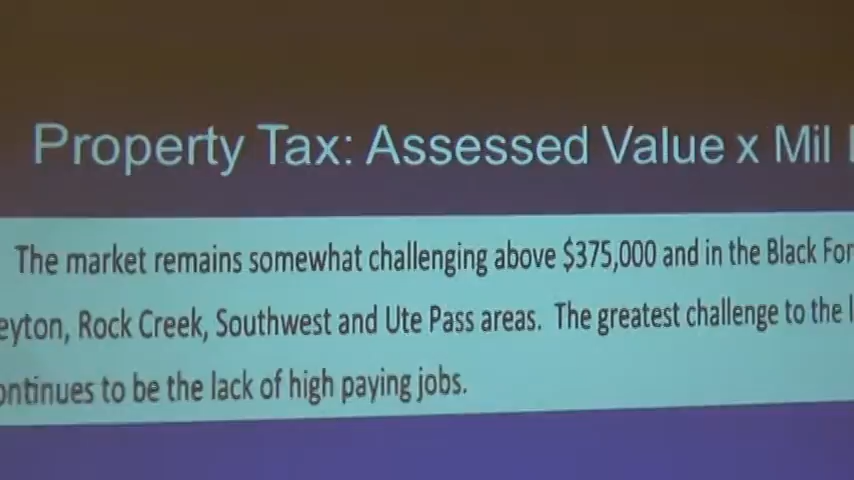 Property Tax: Assessed Value x Mil
The market remains somewhat challenging above $375,000 and in the Black For
eyton, Rock Creek, Southwest and Ute Pass areas. The greatest challenge to the
ontinues to be the lack of high paying jobs.